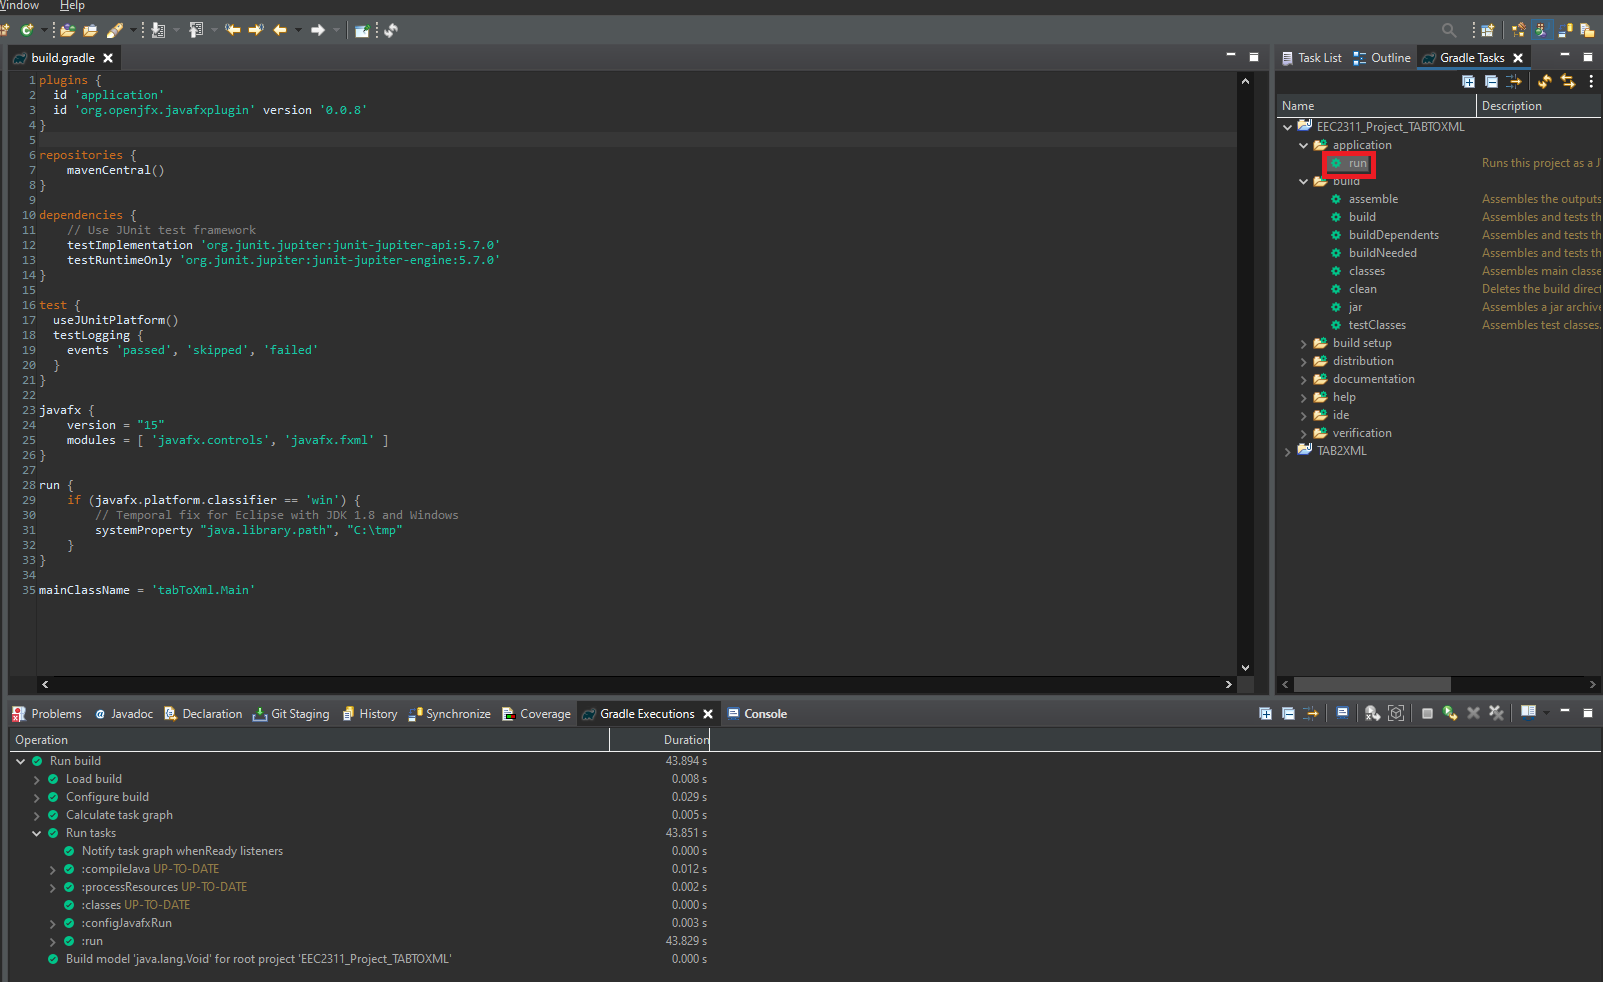 Window Help
build.gradle
1 plugins {
2 id 'application'
3 id 'org.openjfx.javafxplugin' version '0.0.8'
4 }
5
6 repositories {
7 mavenCentral()
8 }
9
10 dependencies {
11 // Use JUnit test framework
12 testImplementation 'org.junit.jupiter:junit-jupiter-api:5.7.0'
13 testRuntimeOnly 'org.junit.jupiter:junit-jupiter-engine:5.7.0'
14 }
15
16 test {
17 useJUnitPlatform()
18 testLogging {
19 events 'passed', 'skipped', 'failed'
20 }
21 }
22
23 javafx {
24 version = "15"
25 modules = [ 'javafx.controls', 'javafx.fxml' ]
26 }
27
28 run {
29 if (javafx.platform.classifier == 'win') {
30 // Temporal fix for Eclipse with JDK 1.8 and Windows
31 systemProperty "java.library.path", "C:\tmp"
32 }
33 }
34
35 mainClassName = 'tabToXml.Main'
Task List Outline Gradle Tasks
Name Description
EEC2311_Project_TABTOXML
application
run Runs this project as a J
build
assemble Assembles the outputs
build Assembles and tests th
buildDependents Assembles and tests th
buildNeeded Assembles and tests th
classes Assembles main classe
clean Deletes the build direct
jar Assembles a jar archive
testClasses Assembles test classes.
build setup
distribution
documentation
help
ide
verification
TAB2XML
Problems Javadoc Declaration Git Staging History Synchronize Coverage Gradle Executions Console
Operation Duration
Run build 43.894 s
Load build 0.008 s
Configure build 0.029 s
Calculate task graph 0.005 s
Run tasks 43.851 s
Notify task graph whenReady listeners 0.000 s
:compileJava UP-TO-DATE 0.012 s
:processResources UP-TO-DATE 0.002 s
:classes UP-TO-DATE 0.000 s
:configJavafxRun 0.003 s
:run 43.829 s
Build model 'java.lang.Void' for root project 'EEC2311_Project_TABTOXML' 0.000 s